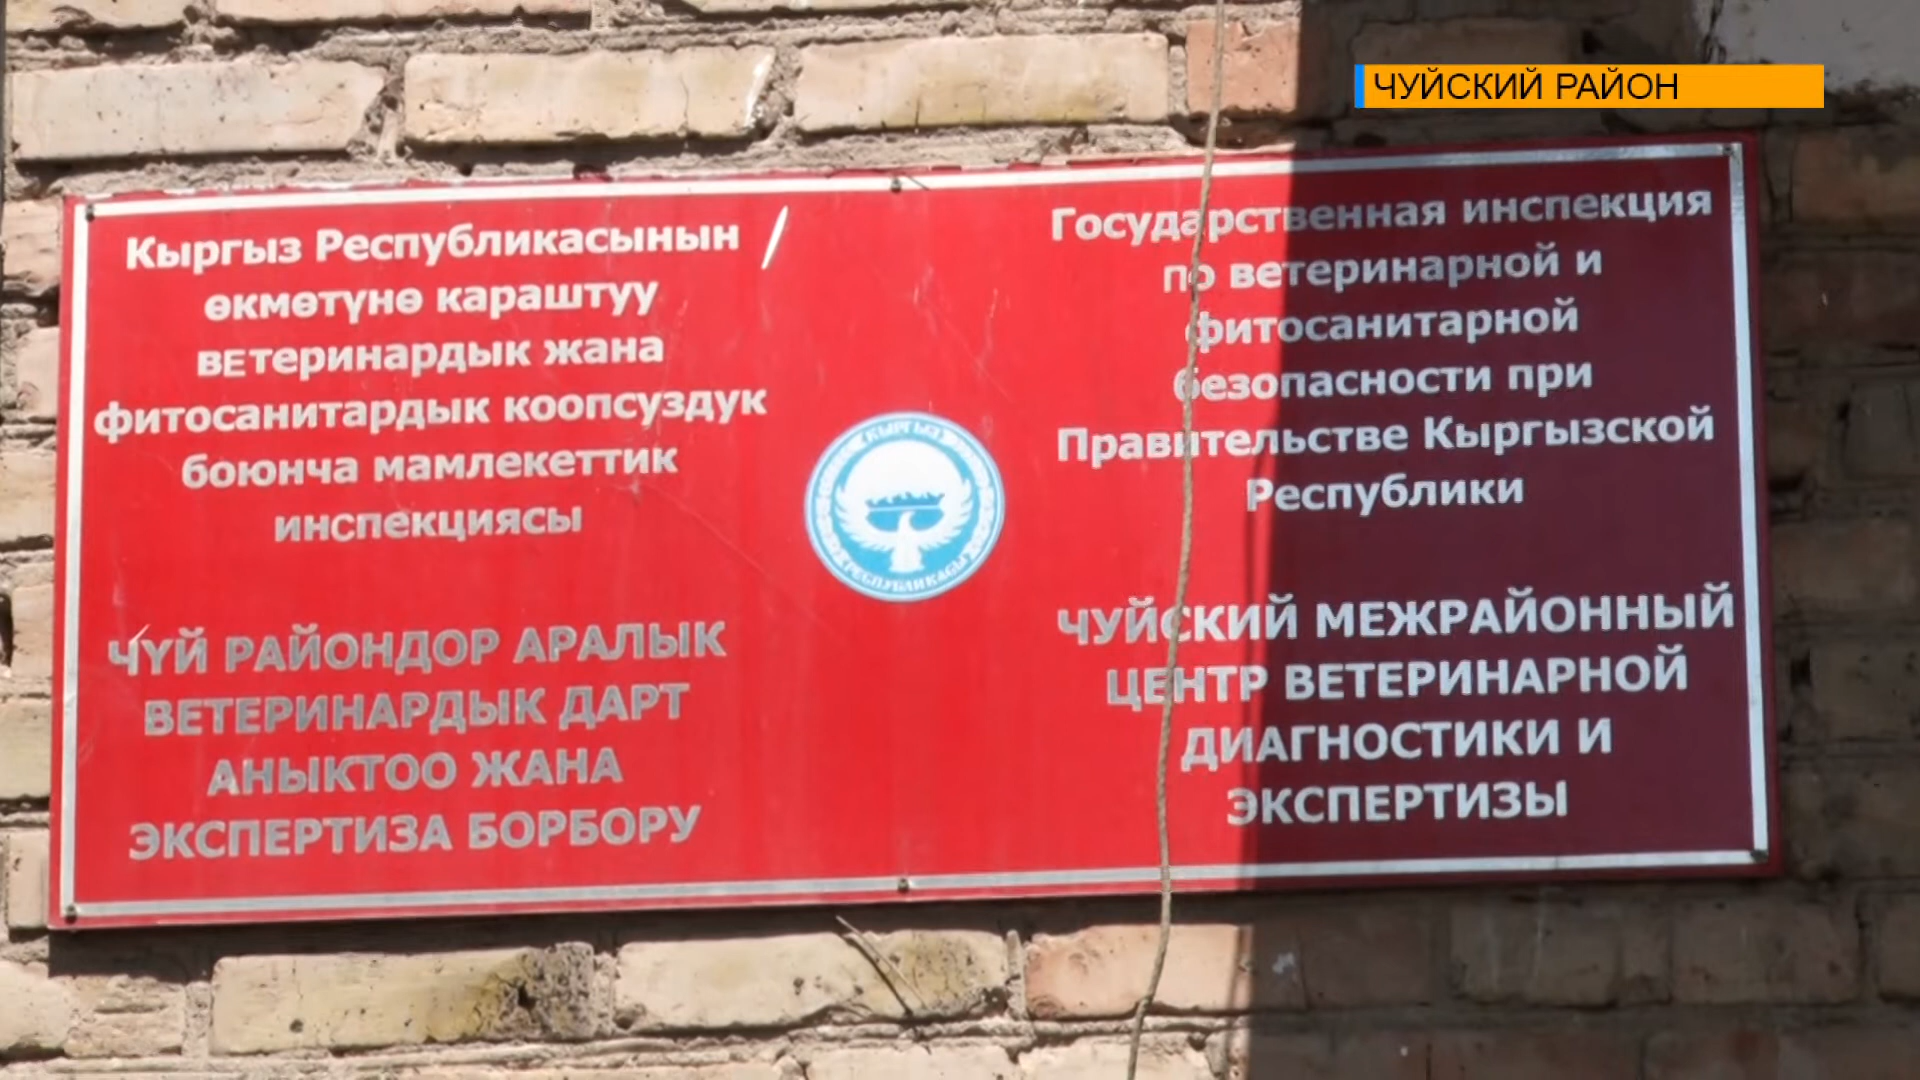 ЧУЙСКИЙ РАЙОН
Кыргыз Республикасынын
өкмөтүнө караштуу
вЕтеринардык жана
фитосанитардык коопсуздук
боюнча мамлекеттик
инспекциясы
ЧҮЙ РАЙОНДОР АРАЛЫК
ВЕТЕРИНАРДЫК ДАРТ
АНЫКТОО ЖАНА
ЭКСПЕРТИЗА БОРБОРУ
КЫРГЫЗ
РЕСПУБЛИКАСЫ
Государственная инспекция
по ветеринарной и
фитосанитарной
безопасности при
Правительстве Кыргызской
Республики
ЧУЙСКИЙ МЕЖРАЙОННЫЙ
ЦЕНТР ВЕТЕРИНАРНОЙ
ДИАГНОСТИКИ И
ЭКСПЕРТИЗЫ